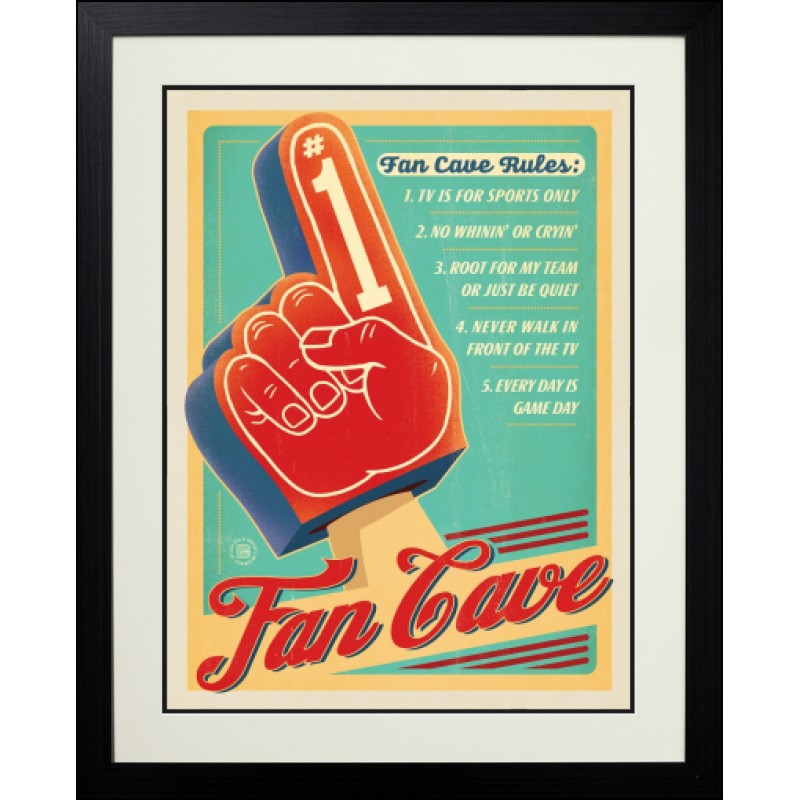 #1
Fan Cave Rules:
1. TV IS FOR SPORTS ONLY
2. NO WHININ' OR CRYIN'
3. ROOT FOR MY TEAM
OR JUST BE QUIET
4. NEVER WALK IN
FRONT OF THE TV
5. EVERY DAY IS
GAME DAY
Fan Cave